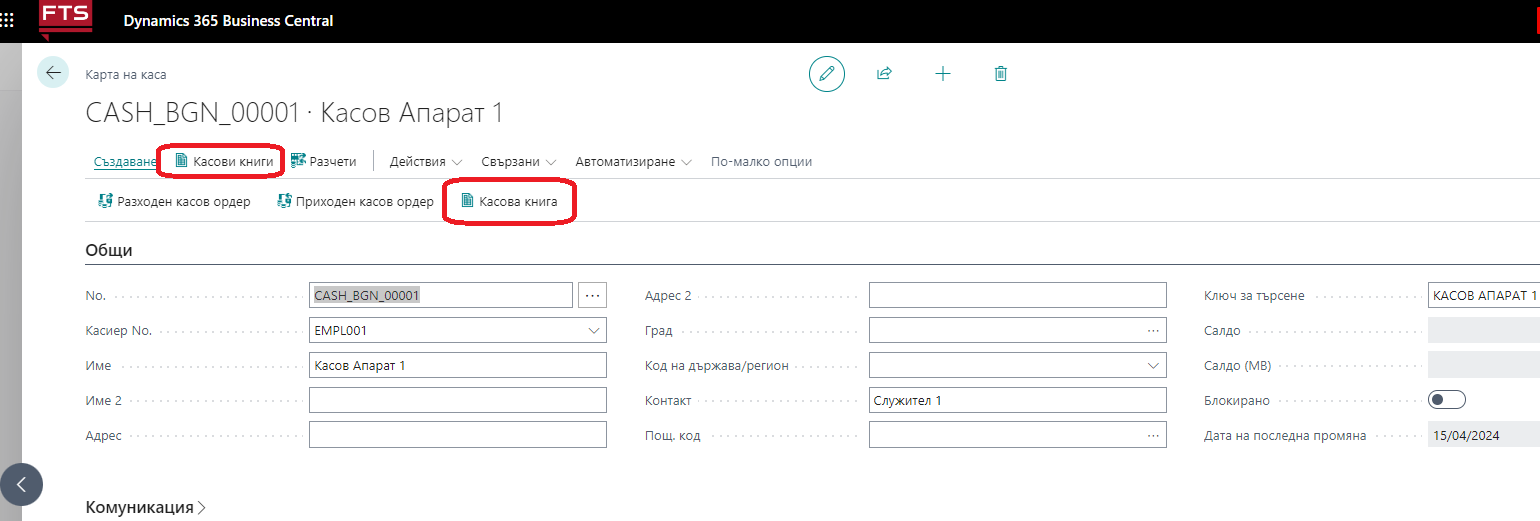 FTS
Dynamics 365 Business Central
Карта на каса
CASH_BGN_00001 · Касов Апарат 1
Създаване Касови книги Разчети Действия Свързани Автоматизиране По-малко опции
Разходен касов ордер Приходен касов ордер Касова книга
Общи
No. CASH_BGN_00001 ... Адрес 2 Ключ за търсене КАСОВ АПАРАТ 1
Касиер No. EMPL001 Град ... Салдо
Име Касов Апарат 1 Код на държава/регион Салдо (МВ)
Име 2 Контакт Служител 1 Блокирано
Адрес Пощ. код ... Дата на последна промяна 15/04/2024
Комуникация